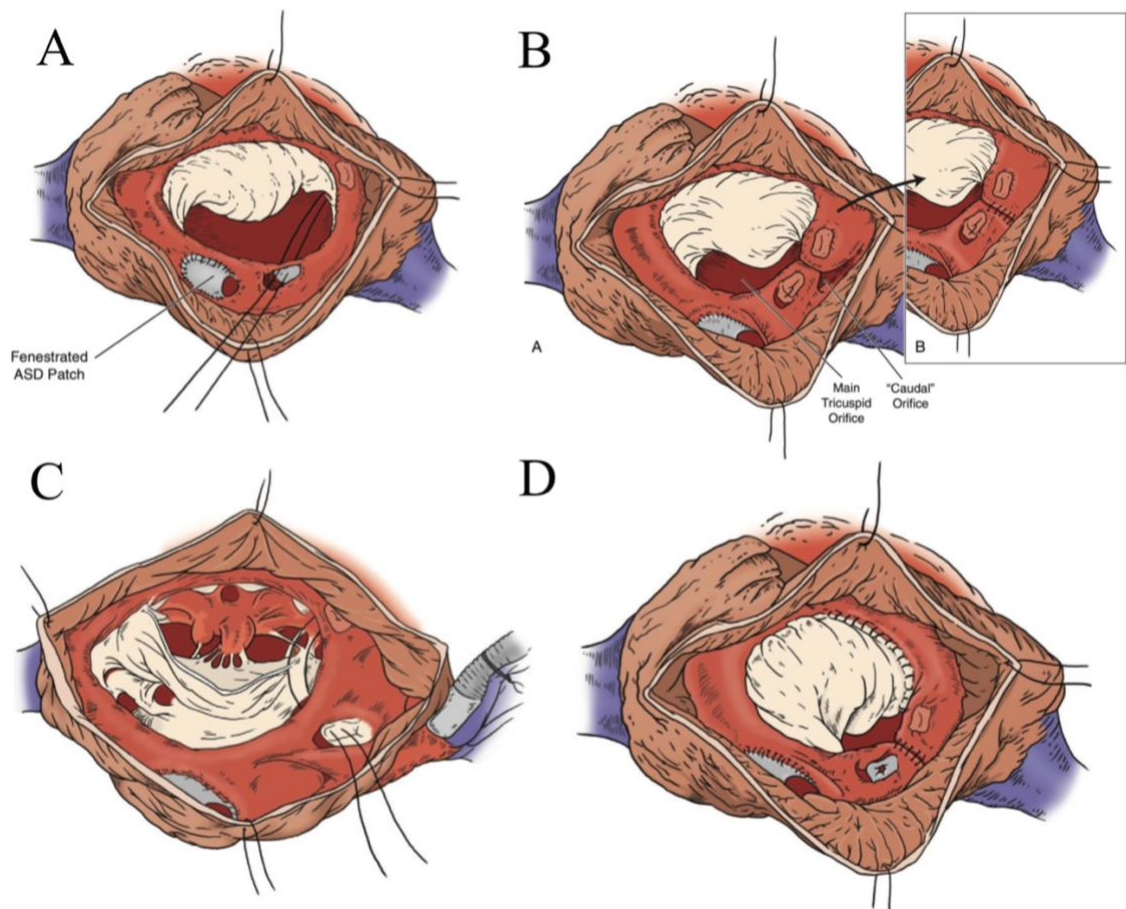 A
B
Fenestrated
ASD Patch
A
Main
Tricuspid
Orifice
"Caudal"
Orifice
B
C
D